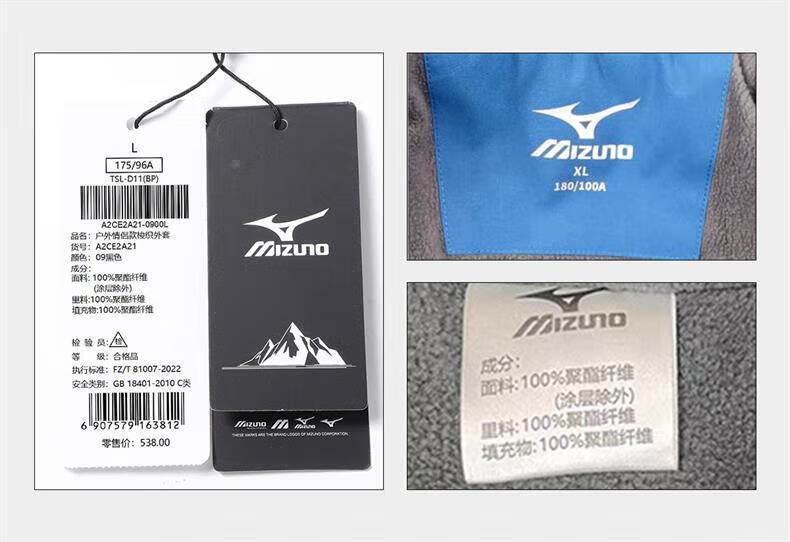 L
175/96A
TSL-D11(BP)
A2CE2A21-0900L
品名: 户外情侣款梭织外套
货号: A2CE2A21
颜色: 09黑色
成分:
面料: 100%聚酯纤维
(涂层除外)
里料:100%聚酯纤维
填充物:100%聚酯纤维
检 验 员:
等 级: 合格品
执行标准: FZ/T 81007-2022
安全类别: GB 18401-2010 C类
6 907579 163812
零售价: 538.00
MIZUNO
MIZUNO MIZUNO
THESE MARKS ARE THE BRAND LOGOS OF MIZUNO CORPORATION.
MIZUNO
XL
180/100A
MIZUNO
成分:
面料:100%聚酯纤维
(涂层除外)
里料:100%聚酯纤维
填充物:100%聚酯纤维